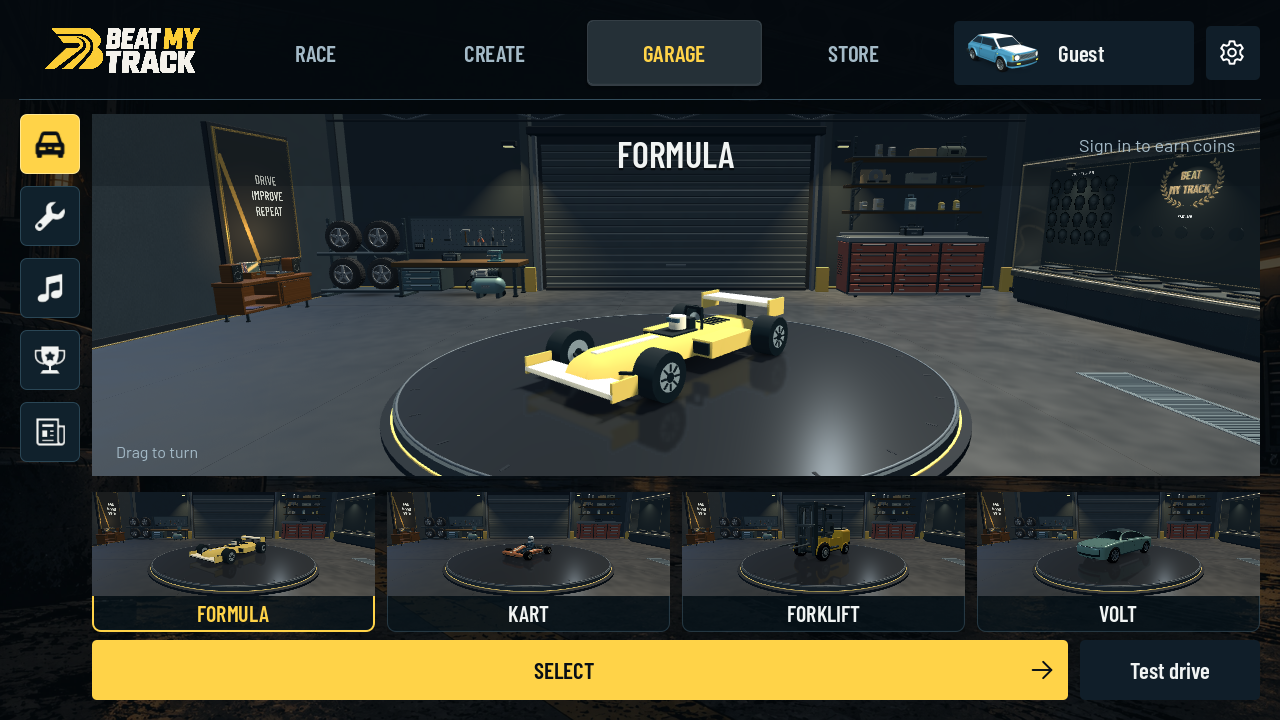 BEAT MY
TRACK
RACE
CREATE
GARAGE
STORE
Guest
FORMULA
Sign in to earn coins
DRIVE
IMPROVE
REPEAT
BEAT
MY TRACK
Drag to turn
FORMULA
KART
FORKLIFT
VOLT
SELECT
Test drive